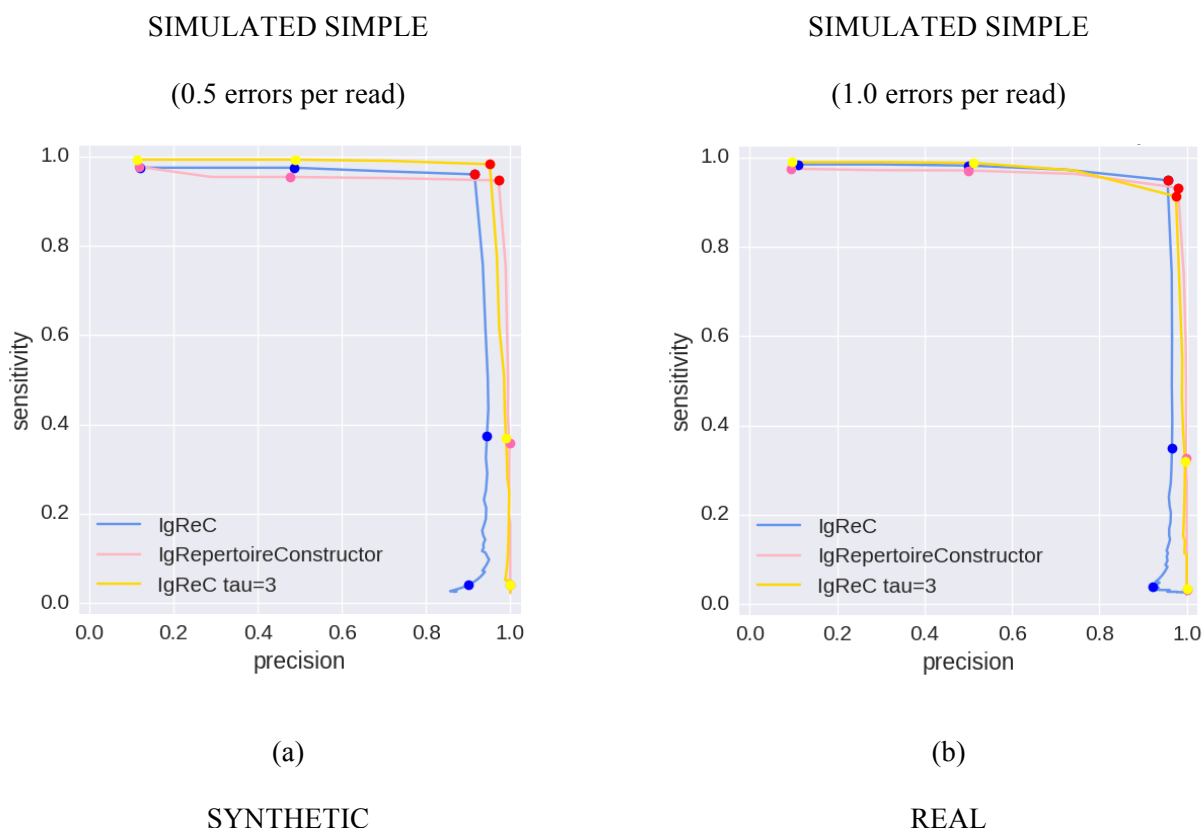 SIMULATED SIMPLE
(0.5 errors per read)
1.0
0.8
0.6
0.4
0.2
0.0
sensitivity
IgReC
IgRepertoireConstructor
IgReC tau=3
0.0 0.2 0.4 0.6 0.8 1.0
precision
(a)
SYNTHETIC
SIMULATED SIMPLE
(1.0 errors per read)
1.0
0.8
0.6
0.4
0.2
0.0
sensitivity
IgReC
IgRepertoireConstructor
IgReC tau=3
0.0 0.2 0.4 0.6 0.8 1.0
precision
(b)
REAL